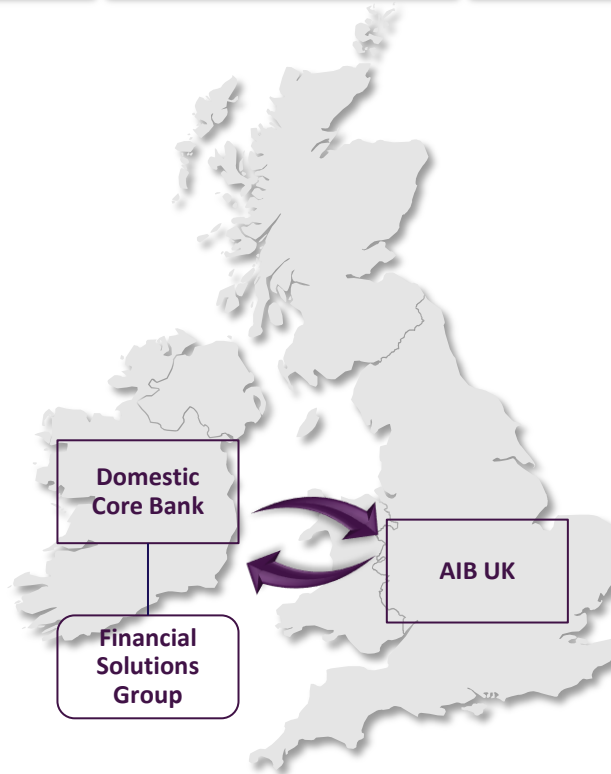 Domestic
Core Bank
AIB UK
Financial
Solutions
Group